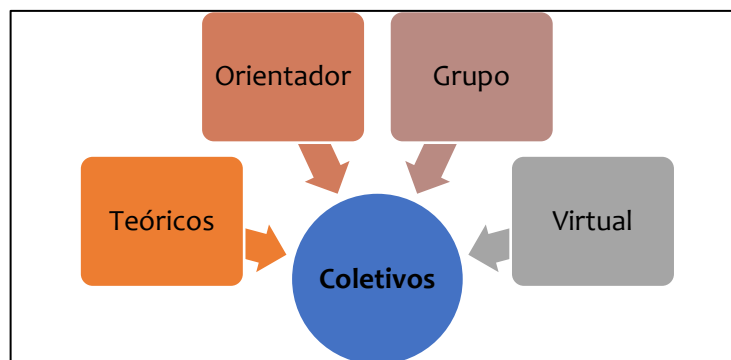 Orientador
Grupo
Teóricos
Virtual
Coletivos